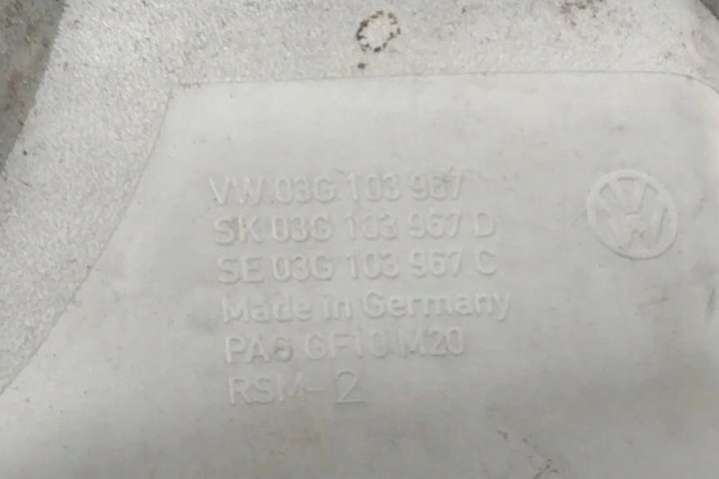 VW 03G 103 967
SK 03G 103 967 D
SE 03G 103 967 C
Made in Germany
PA6 GF10 M20
RSM-2